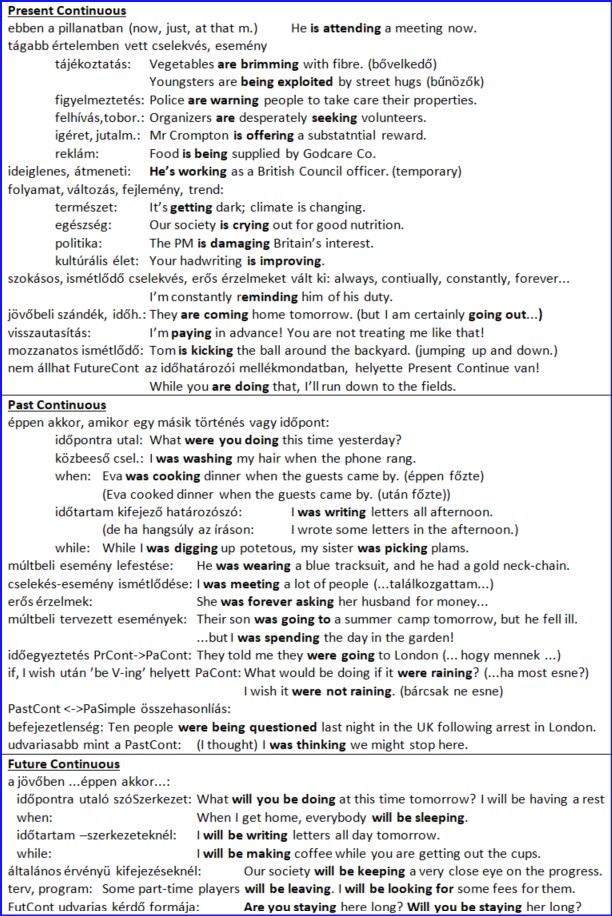 Present Continuous
ebben a pillanatban (now, just, at that m.) He is attending a meeting now.
tágabb értelemben vett cselekvés, esemény
tájékoztatás: Vegetables are brimming with fibre. (bővelkedő)
Youngsters are being exploited by street hugs (bűnözők)
figyelmeztetés: Police are warning people to take care their properties.
felhívás,tobor.: Organizers are desperately seeking volunteers.
igéret, jutalm.: Mr Crompton is offering a substatntial reward.
reklám: Food is being supplied by Godcare Co.
ideiglenes, átmeneti: He's working as a British Council officer. (temporary)
folyamat, változás, fejlemény, trend:
természet: It's getting dark; climate is changing.
egészség: Our society is crying out for good nutrition.
politika: The PM is damaging Britain's interest.
kultúrális élet: Your hadwriting is improving.
szokásos, ismétlődő cselekvés, erős érzelmeket vált ki: always, contiually, constantly, forever...
I'm constantly reminding him of his duty.
jövőbeli szándék, időh.: They are coming home tomorrow. (but I am certainly going out...)
visszautasítás: I'm paying in advance! You are not treating me like that!
mozzanatos ismétlődő: Tom is kicking the ball around the backyard. (jumping up and down.)
nem állhat FutureCont az időhatározói mellékmondatban, helyette Present Continue van!
While you are doing that, I'll run down to the fields.
Past Continuous
éppen akkor, amikor egy másik történés vagy időpont:
időpontra utal: What were you doing this time yesterday?
közbeeső csel.: I was washing my hair when the phone rang.
when: Eva was cooking dinner when the guests came by. (éppen főzte)
(Eva cooked dinner when the guests came by. (után főzte))
időtartam kifejező határozószó: I was writing letters all afternoon.
(de ha hangsúly az íráson: I wrote some letters in the afternoon.)
while: While I was digging up potetous, my sister was picking plams.
múltbeli esemény lefestése: He was wearing a blue tracksuit, and he had a gold neck-chain.
cselekés-esemény ismétlődése: I was meeting a lot of people (...találkozgattam...)
erős érzelmek: She was forever asking her husband for money...
múltbeli tervezett események: Their son was going to a summer camp tomorrow, but he fell ill.
...but I was spending the day in the garden!
időegyeztetés PrCont->PaCont: They told me they were going to London (... hogy mennek ...)
if, I wish után 'be V-ing' helyett PaCont: What would be doing if it were raining? (...ha most esne?)
I wish it were not raining. (bárcsak ne esne)
PastCont <->PaSimple összehasonlíás:
befejezetlenség: Ten people were being questioned last night in the UK following arrest in London.
udvariasabb mint a PastCont: (I thought) I was thinking we might stop here.
Future Continuous
a jövőben ...éppen akkor...:
időpontra utaló szóSzerkezet: What will you be doing at this time tomorrow? I will be having a rest
when: When I get home, everybody will be sleeping.
időtartam –szerkezeteknél: I will be writing letters all day tomorrow.
while: I will be making coffee while you are getting out the cups.
általános érvényü kifejezéseknél: Our society will be keeping a very close eye on the progress.
terv, program: Some part-time players will be leaving. I will be looking for some fees for them.
FutCont udvarias kérdő formája: Are you staying here long? Will you be staying her long?